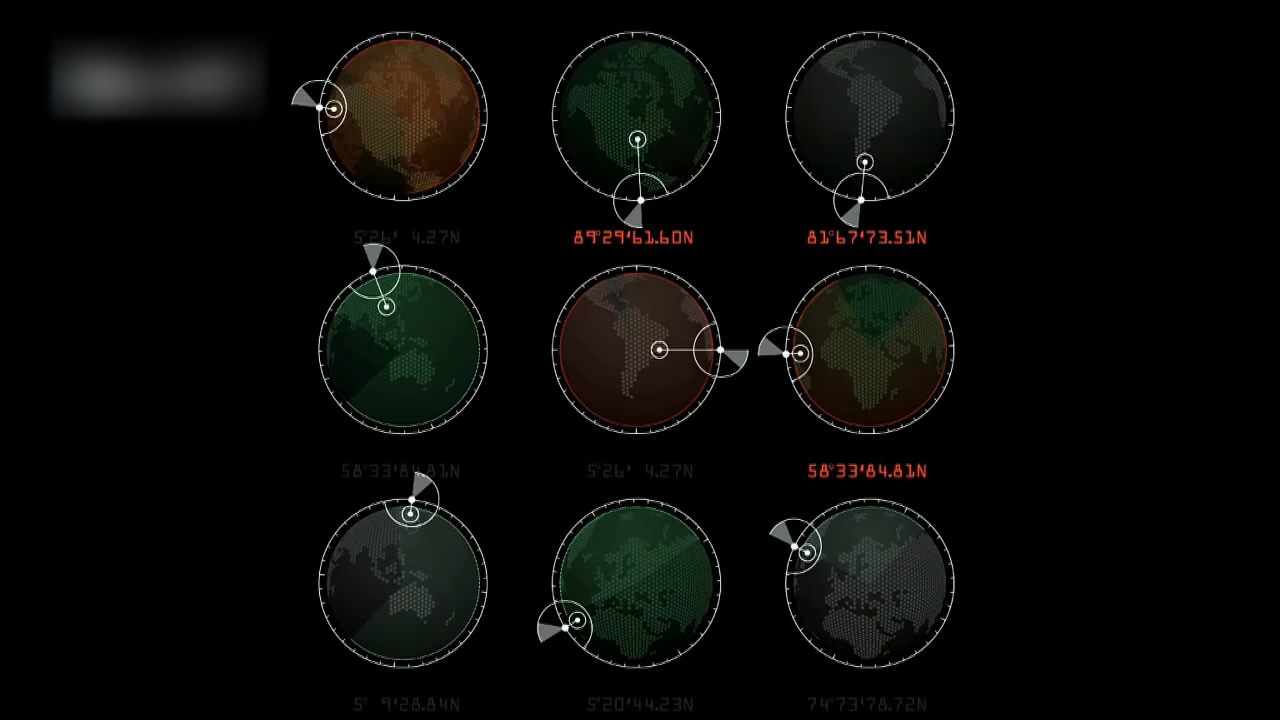 5°26' 4.27N
89°29'61.60N
81°67'73.51N
58°33'84.81N
5°26' 4.27N
58°33'84.81N
5° 9'28.84N
5°20'44.23N
74°73'78.72N